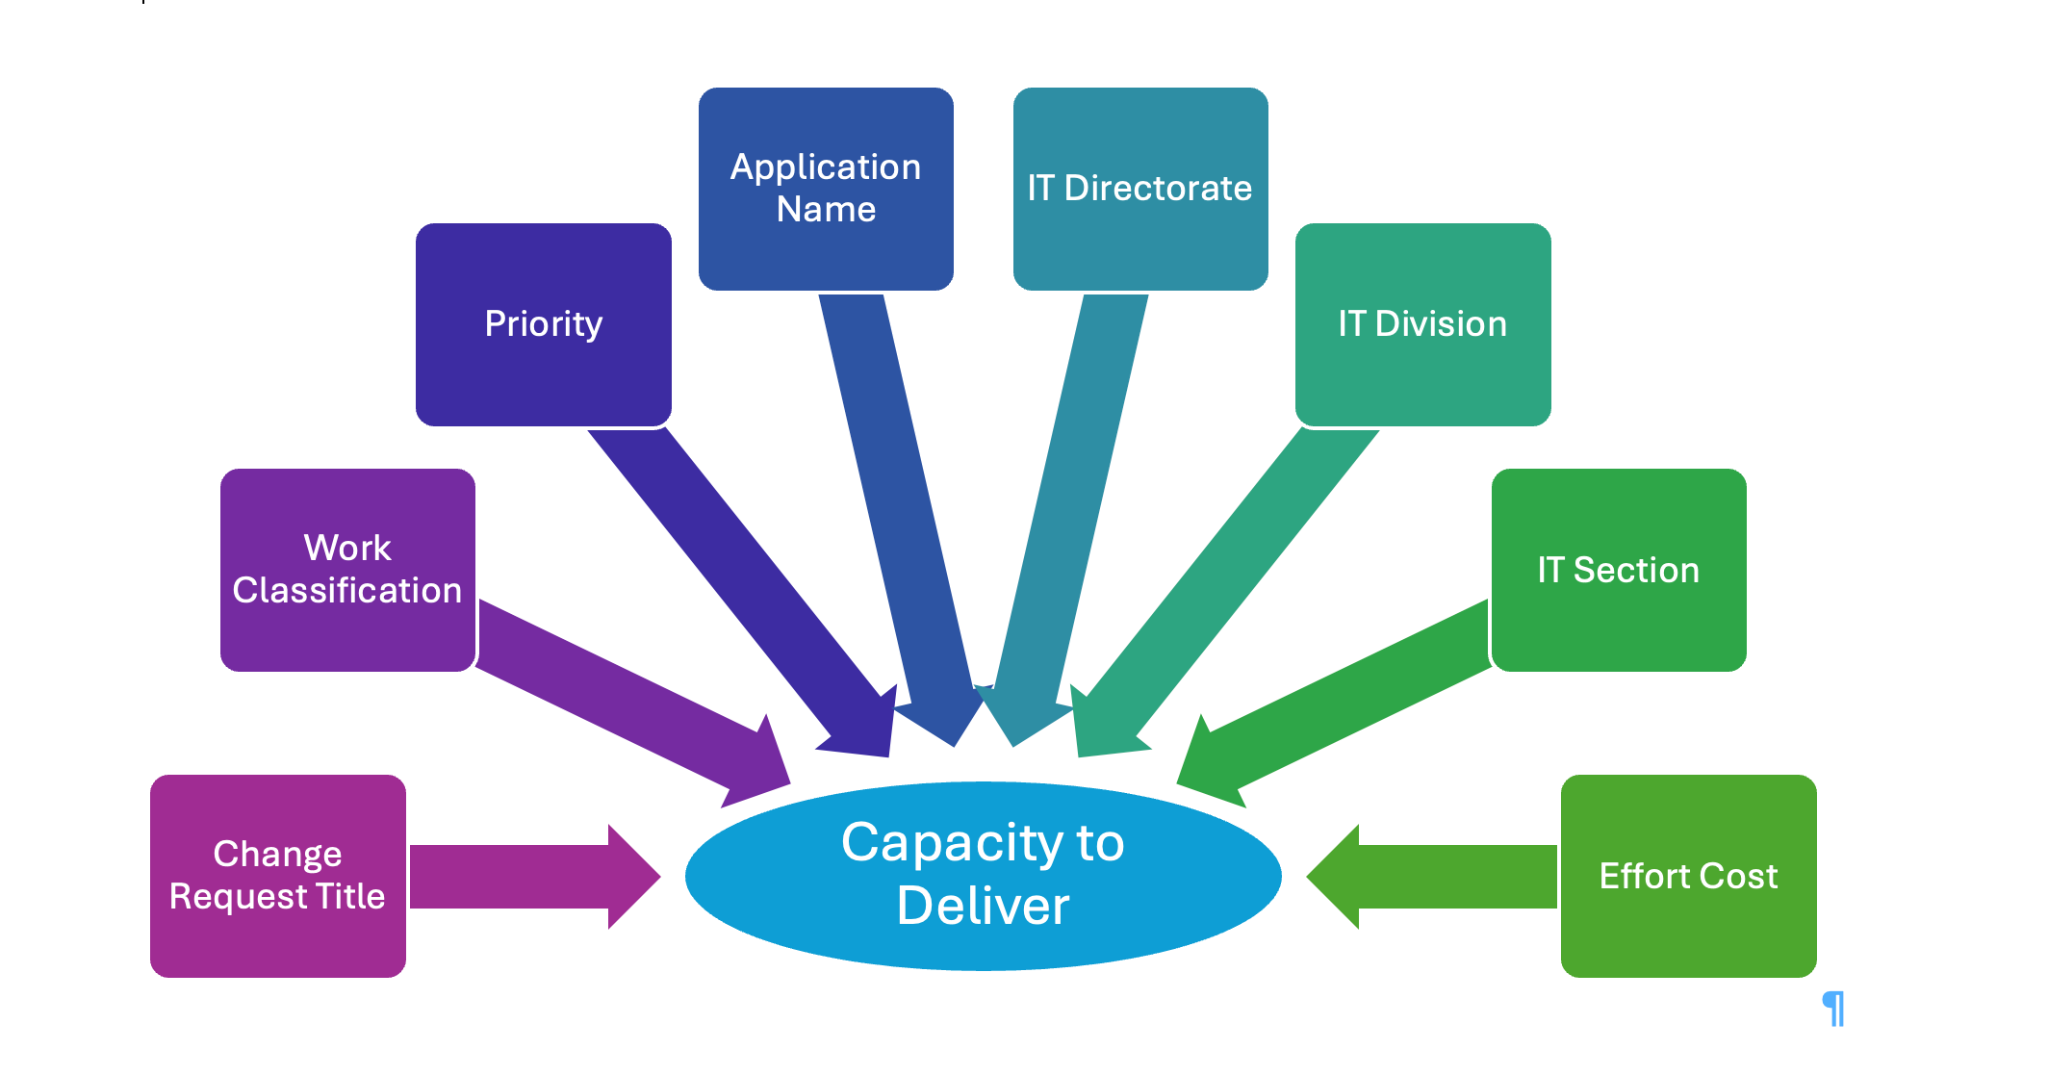 Application
Name
IT Directorate
Priority
IT Division
Work
Classification
IT Section
Change
Request Title
Capacity to
Deliver
Effort Cost
¶